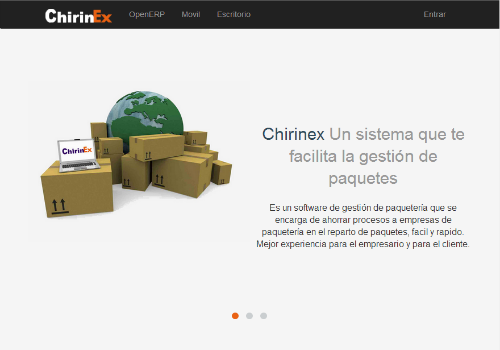 ChirinEx OpenERP Móvil Escritorio Entrar
ChirinEx
Chirinex Un sistema que te
facilita la gestión de
paquetes
Es un software de gestión de paquetería que se
encarga de ahorrar procesos a empresas de
paquetería en el reparto de paquetes, facil y rapido.
Mejor experiencia para el empresario y para el cliente.